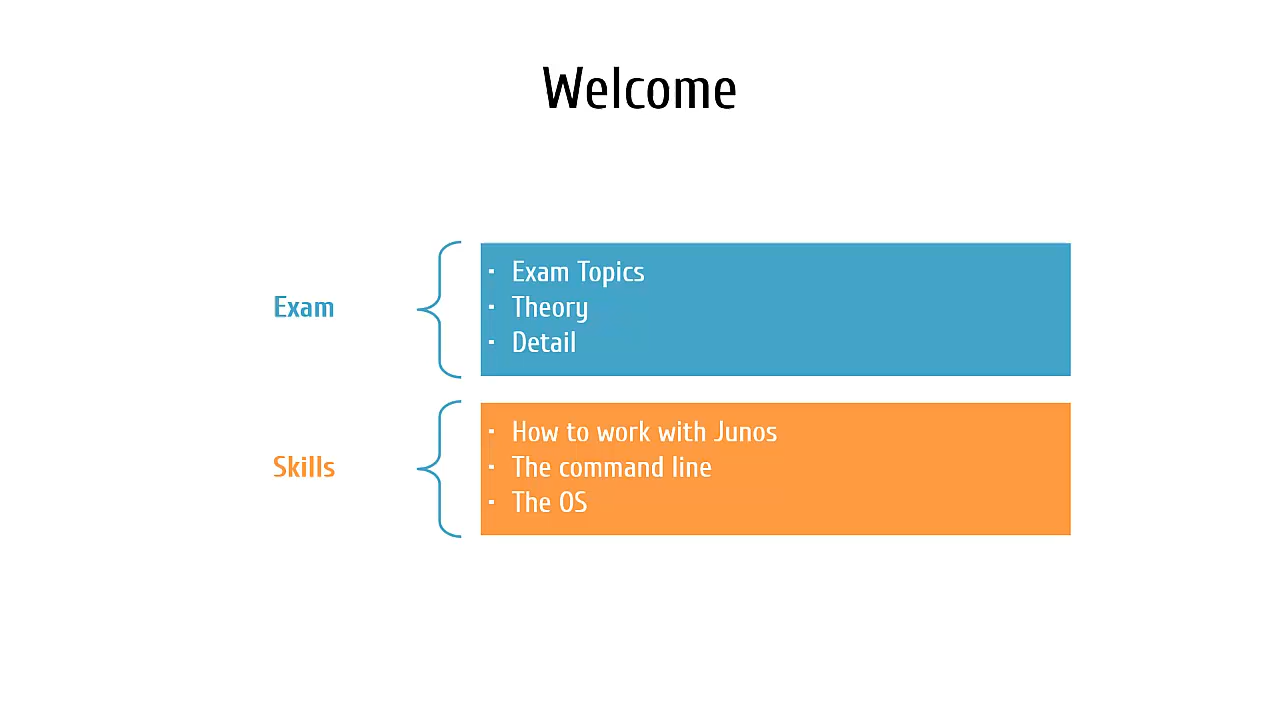 Welcome
Exam
· Exam Topics
· Theory
· Detail
Skills
· How to work with Junos
· The command line
· The OS